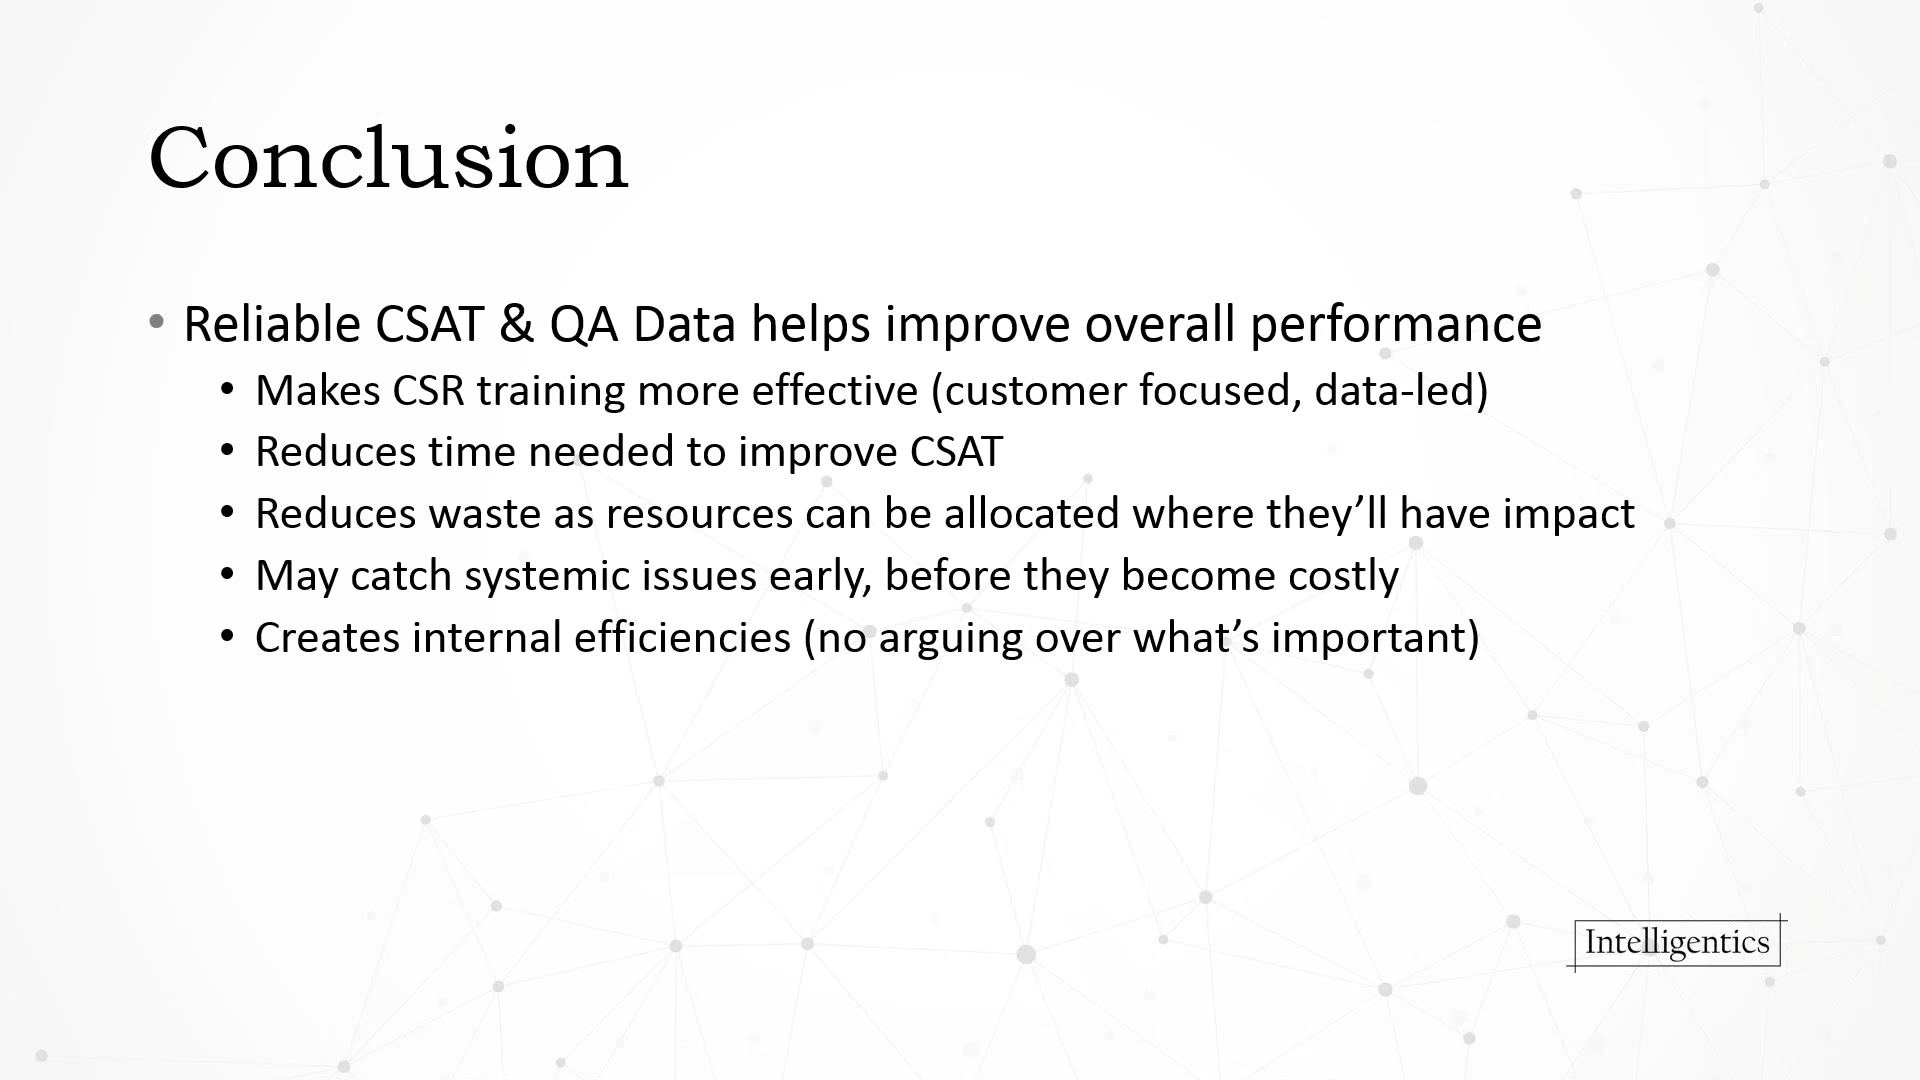 Conclusion
• Reliable CSAT & QA Data helps improve overall performance
• Makes CSR training more effective (customer focused, data-led)
• Reduces time needed to improve CSAT
• Reduces waste as resources can be allocated where they’ll have impact
• May catch systemic issues early, before they become costly
• Creates internal efficiencies (no arguing over what’s important)
Intelligentics